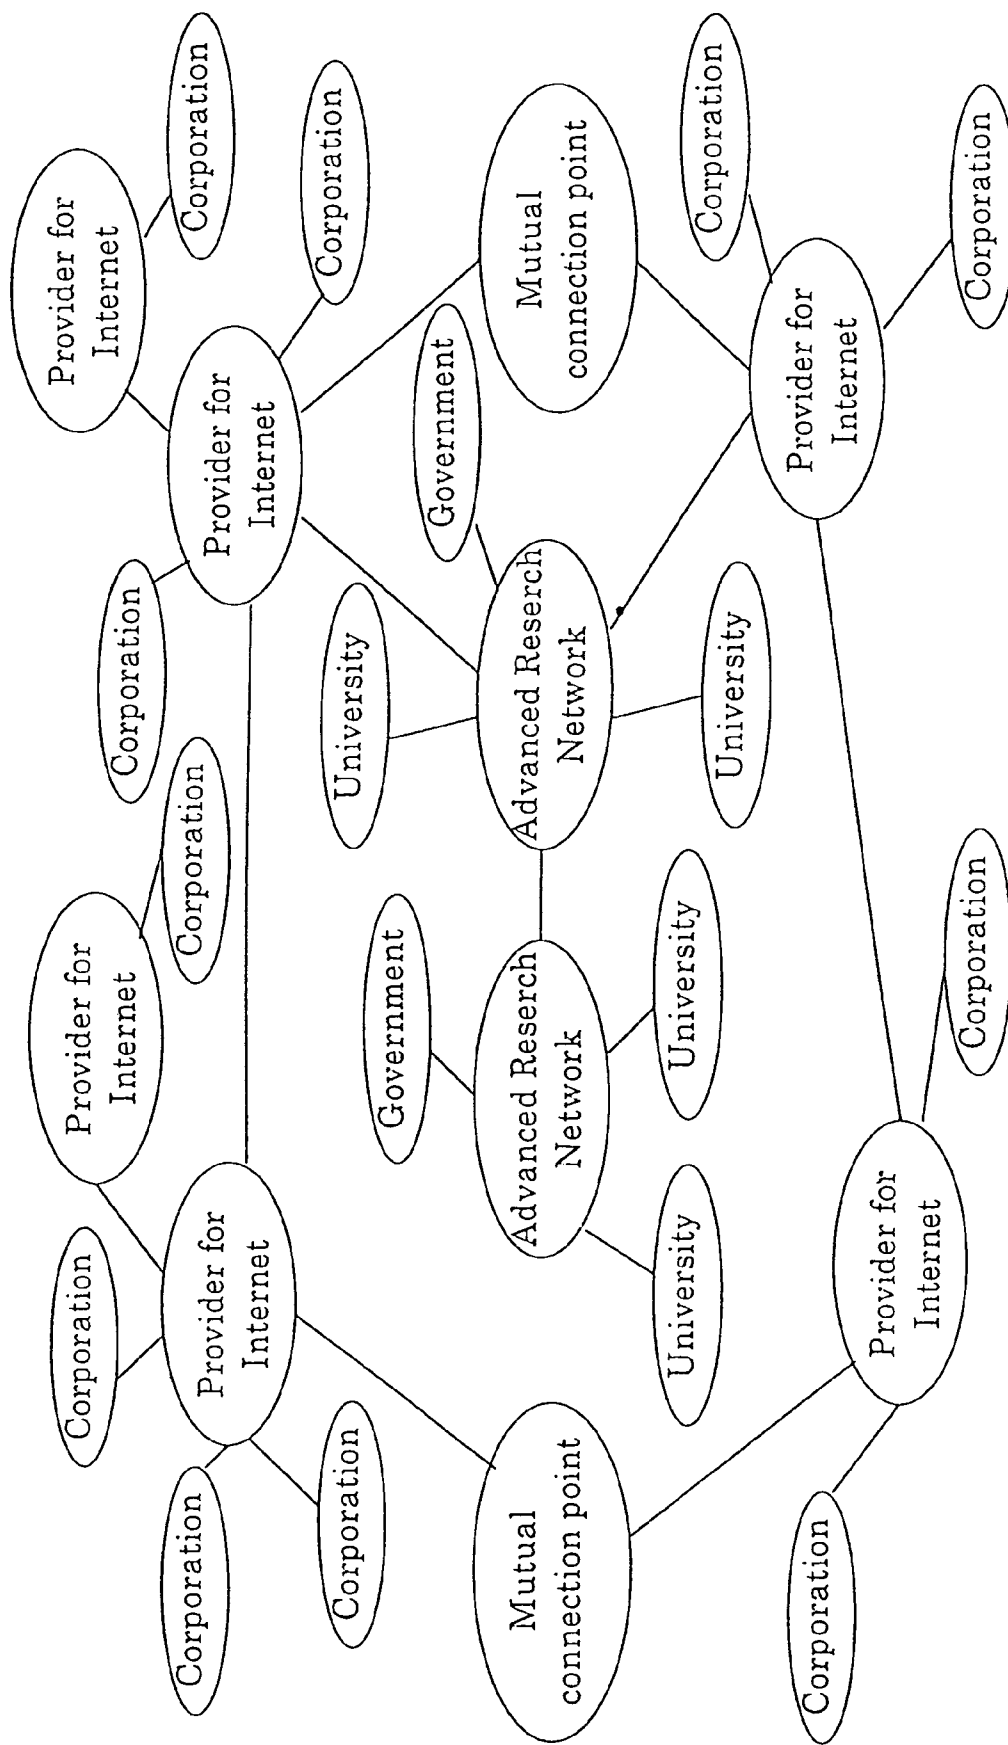 Provider for
Internet
Provider for
Internet
Corporation
Corporation
Corporation
Corporation
Corporation
Provider for
Internet
Provider for
Internet
Corporation
Corporation
University
Government
Government
Mutual
connection point
Advanced Reserch
Network
Advanced Reserch
Network
Mutual
connection point
University
University
University
Corporation
Provider for
Internet
Corporation
Provider for
Internet
Corporation
Corporation